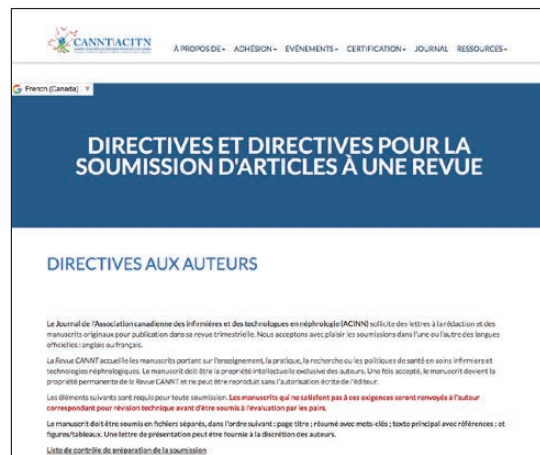 CANNT|ACITN
À PROPOS DE ADHÉSION ÉVÉNEMENTS CERTIFICATION JOURNAL RESSOURCES
French (Canada)
DIRECTIVES ET DIRECTIVES POUR LA
SOUMISSION D'ARTICLES À UNE REVUE
DIRECTIVES AUX AUTEURS
Le Journal de l'Association canadienne des infirmières et des technologues en néphrologie (ACINN) sollicite des lettres à la rédaction et des
manuscrits originaux pour publication dans sa revue trimestrielle. Nous acceptons avec plaisir les soumissions dans l'une ou l'autre des langues
officielles : anglais ou français.
La Revue CANNT accueille les manuscrits portant sur l'enseignement, la pratique, la recherche ou les politiques de santé en soins infirmiers et
technologies néphrologiques. Le manuscrit doit être la propriété intellectuelle exclusive des auteurs. Une fois accepté, le manuscrit devient la
propriété permanente de la Revue CANNT et ne peut être reproduit sans l'autorisation écrite de l'éditeur.
Les éléments suivants sont requis pour toute soumission. Les manuscrits qui ne satisfont pas à ces exigences seront renvoyés à l'auteur
correspondant pour révision technique avant d'être soumis à l'évaluation par les pairs.
Le manuscrit doit être soumis en fichiers séparés, dans l'ordre suivant : page titre ; résumé avec mots-clés ; texte principal avec références ; et
figures/tableaux. Une lettre de présentation peut être fournie à la discrétion des auteurs.
Liste de contrôle de préparation de la soumission